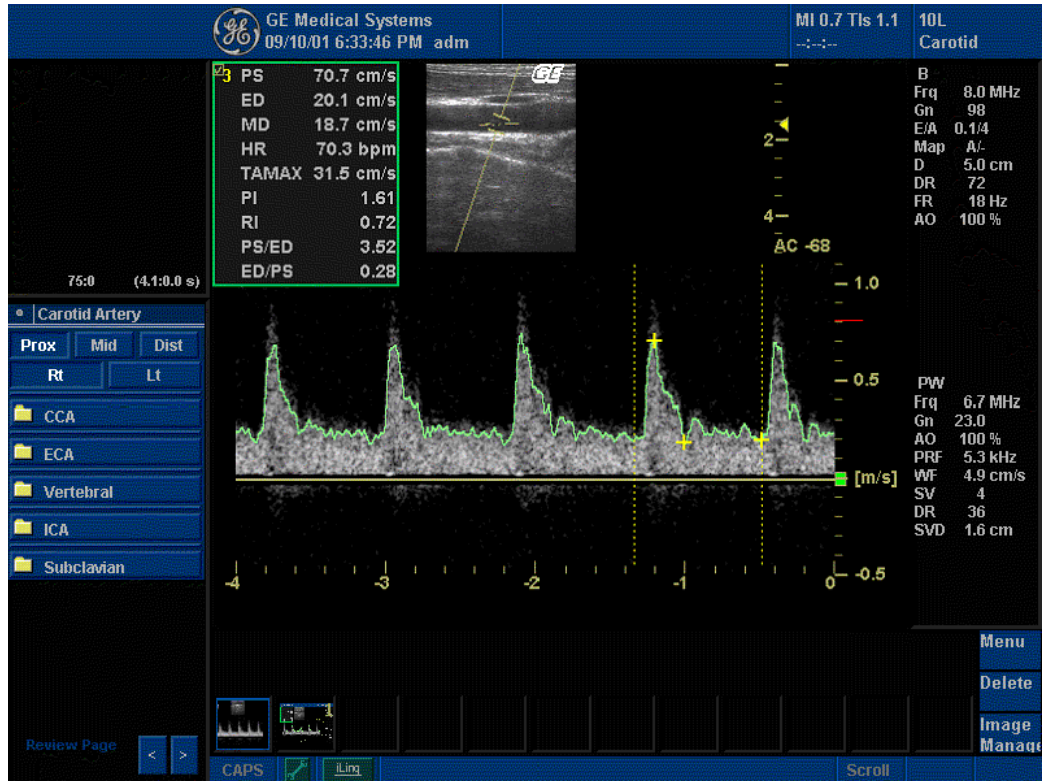 GE Medical Systems
09/10/01 6:33:46 PM adm
MI 0.7 TIs 1.1
--:--:--
10L
Carotid
3 PS 70.7 cm/s
ED 20.1 cm/s
MD 18.7 cm/s
HR 70.3 bpm
TAMAX 31.5 cm/s
PI 1.61
RI 0.72
PS/ED 3.52
ED/PS 0.28
GE
2
4
AC -68
B
Frq 8.0 MHz
Gn 98
E/A 0.1/4
Map A/-
D 5.0 cm
DR 72
FR 18 Hz
AO 100 %
75:0 (4.1:0.0 s)
Carotid Artery
Prox Mid Dist
Rt Lt
CCA
ECA
Vertebral
ICA
Subclavian
1.0
0.5
[m/s]
-0.5
-4 -3 -2 -1 0
PW
Frq 6.7 MHz
Gn 23.0
AO 100 %
PRF 5.3 kHz
WF 4.9 cm/s
SV 4
DR 36
SVD 1.6 cm
Menu
Delete
Image
Manage
1
Review Page < >
CAPS iLinq Scroll